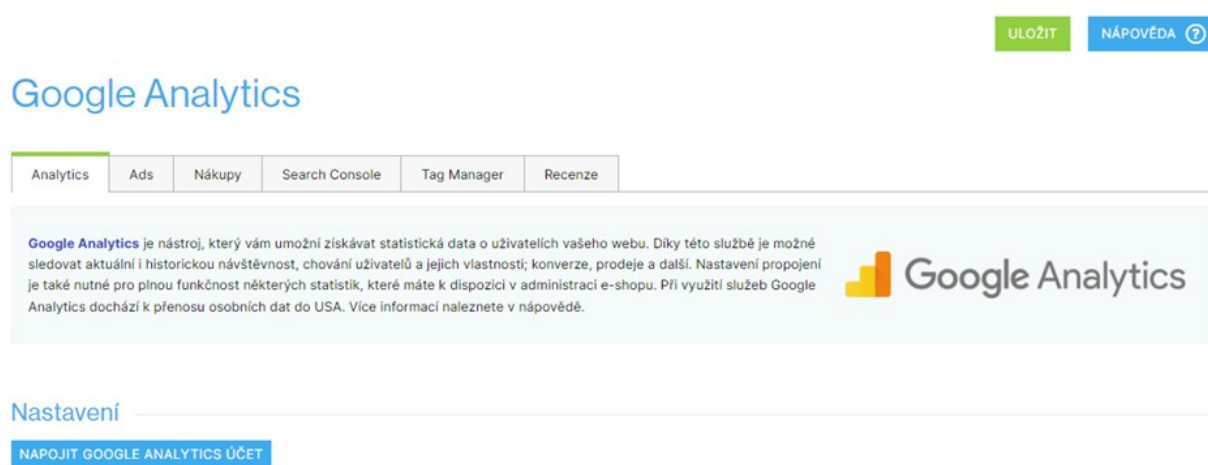 ULOŽIT
NÁPOVĚDA ?
Google Analytics
Analytics
Ads
Nákupy
Search Console
Tag Manager
Recenze
Google Analytics je nástroj, který vám umožní získávat statistická data o uživatelích vašeho webu. Díky této službě je možné
sledovat aktuální i historickou návštěvnost, chování uživatelů a jejich vlastnosti; konverze, prodeje a další. Nastavení propojení
je také nutné pro plnou funkčnost některých statistik, které máte k dispozici v administraci e-shopu. Při využití služeb Google
Analytics dochází k přenosu osobních dat do USA. Více informací naleznete v nápovědě.
Google Analytics
Nastavení
NAPOJIT GOOGLE ANALYTICS ÚČET